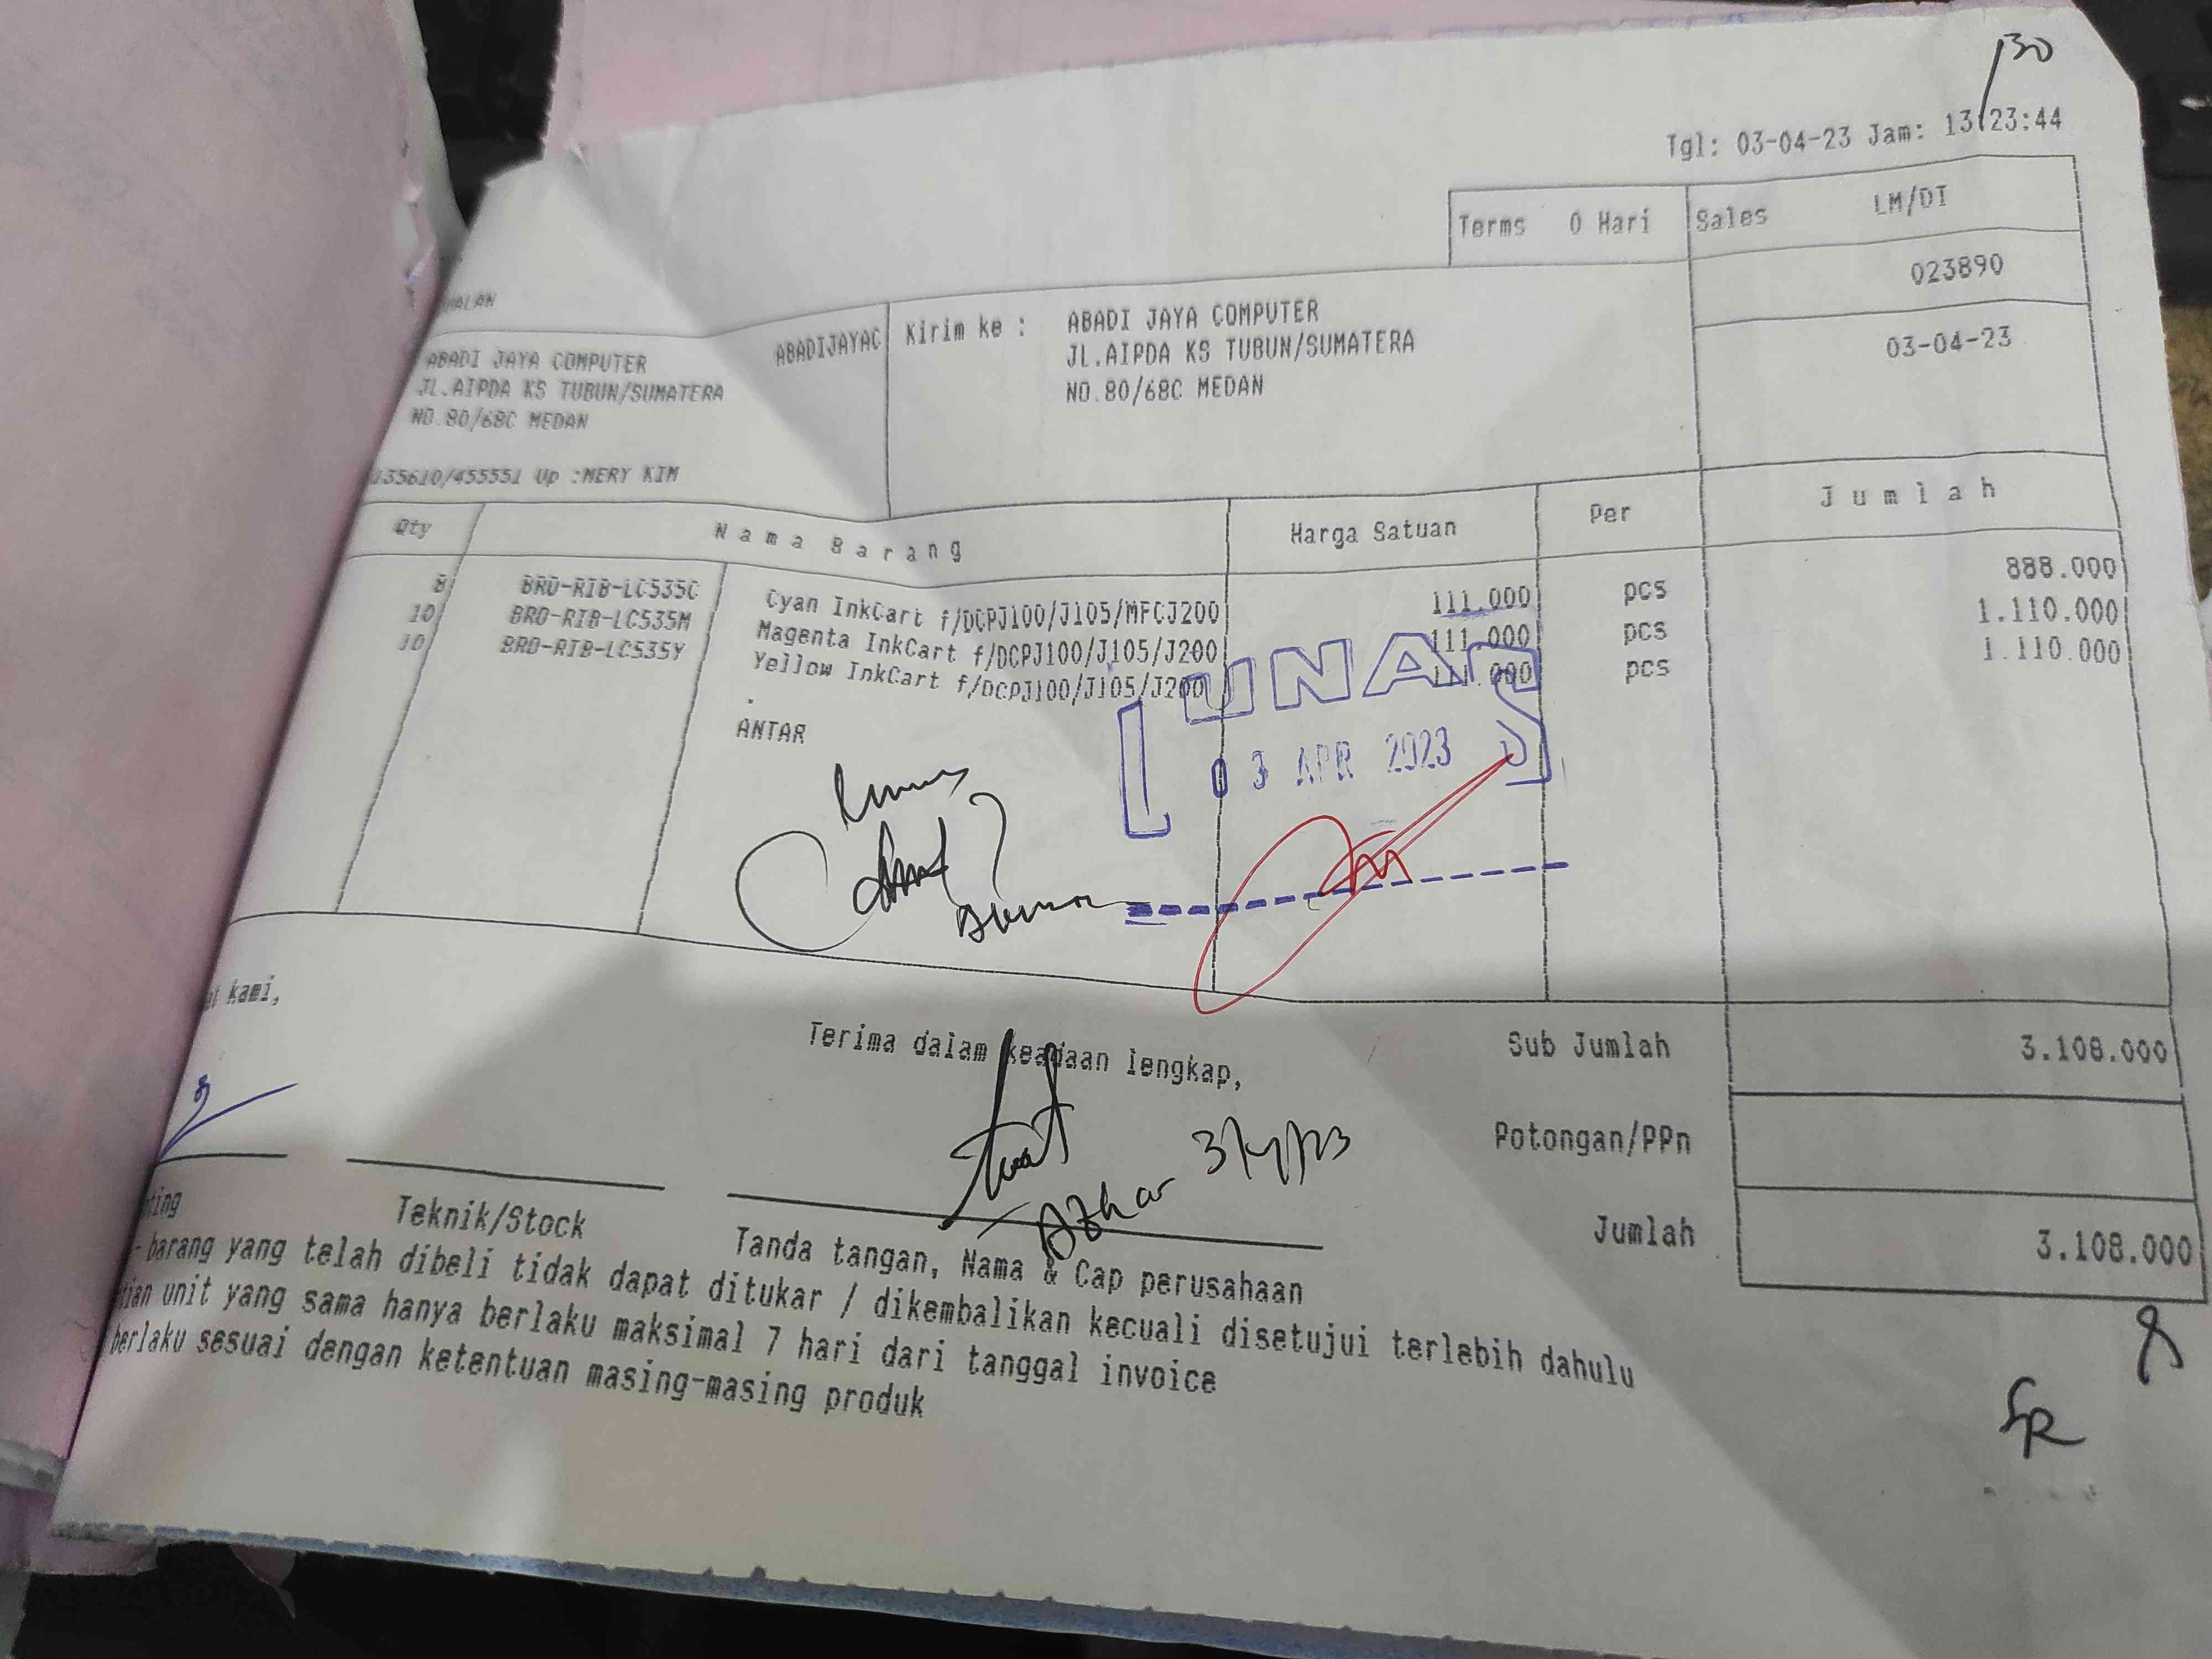 130
Tgl: 03-04-23 Jam: 13:23:44
Terms 0 Hari Sales LM/DI
023890
03-04-23
ABADI JAYA COMPUTER ABADIJAYAC
JL.AIPDA KS TUBUN/SUMATERA
NO.80/68C MEDAN
135610/455551 Up :MERY KIM
Kirim ke : ABADI JAYA COMPUTER
JL.AIPDA KS TUBUN/SUMATERA
NO.80/68C MEDAN
Qty Nama Barang Harga Satuan Per Jumlah
8 BRO-RIB-LC535C Cyan InkCart f/DCPJ100/J105/MFCJ200 111.000 pcs 888.000
10 BRO-RIB-LC535M Magenta InkCart f/DCPJ100/J105/J200 111.000 pcs 1.110.000
10 BRO-RIB-LC535Y Yellow InkCart f/DCPJ100/J105/J200 111.000 pcs 1.110.000
.
ANTAR
LUNAS
03 APR 2023
kami,
Terima dalam keadaan lengkap,
Sub Jumlah 3.108.000
Potongan/PPn
Jumlah 3.108.000
Azhar 3/4/23
Teknik/Stock
Tanda tangan, Nama & Cap perusahaan
- barang yang telah dibeli tidak dapat ditukar / dikembalikan kecuali disetujui terlebih dahulu
unit yang sama hanya berlaku maksimal 7 hari dari tanggal invoice
berlaku sesuai dengan ketentuan masing-masing produk
SR